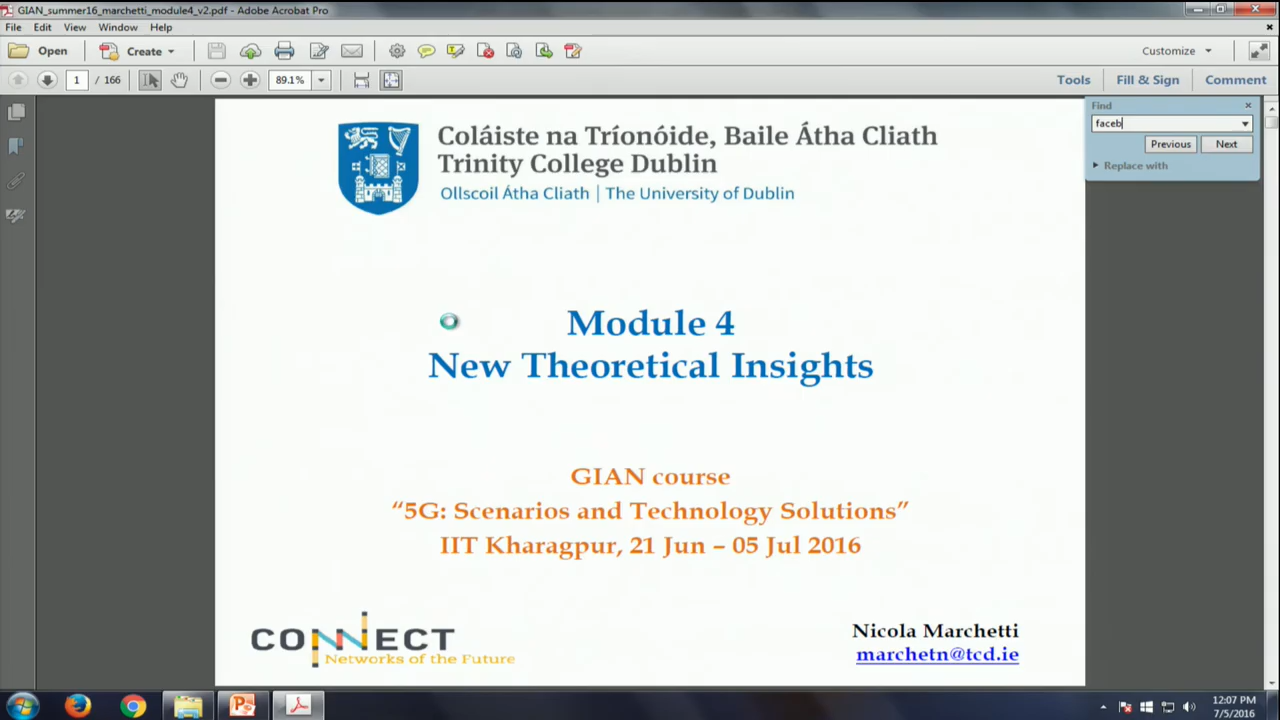 GIAN_summer16_marchetti_module4_v2.pdf - Adobe Acrobat Pro
File Edit View Window Help
Open Create Customize
1 / 166 89.1% Tools Fill & Sign Comment
Find
faceb
Previous Next
Replace with
Coláiste na Tríonóide, Baile Átha Cliath
Trinity College Dublin
Ollscoil Átha Cliath | The University of Dublin
Module 4
New Theoretical Insights
GIAN course
“5G: Scenarios and Technology Solutions”
IIT Kharagpur, 21 Jun – 05 Jul 2016
CONNECT
Networks of the Future
Nicola Marchetti
marchetn@tcd.ie
12:07 PM
7/5/2016